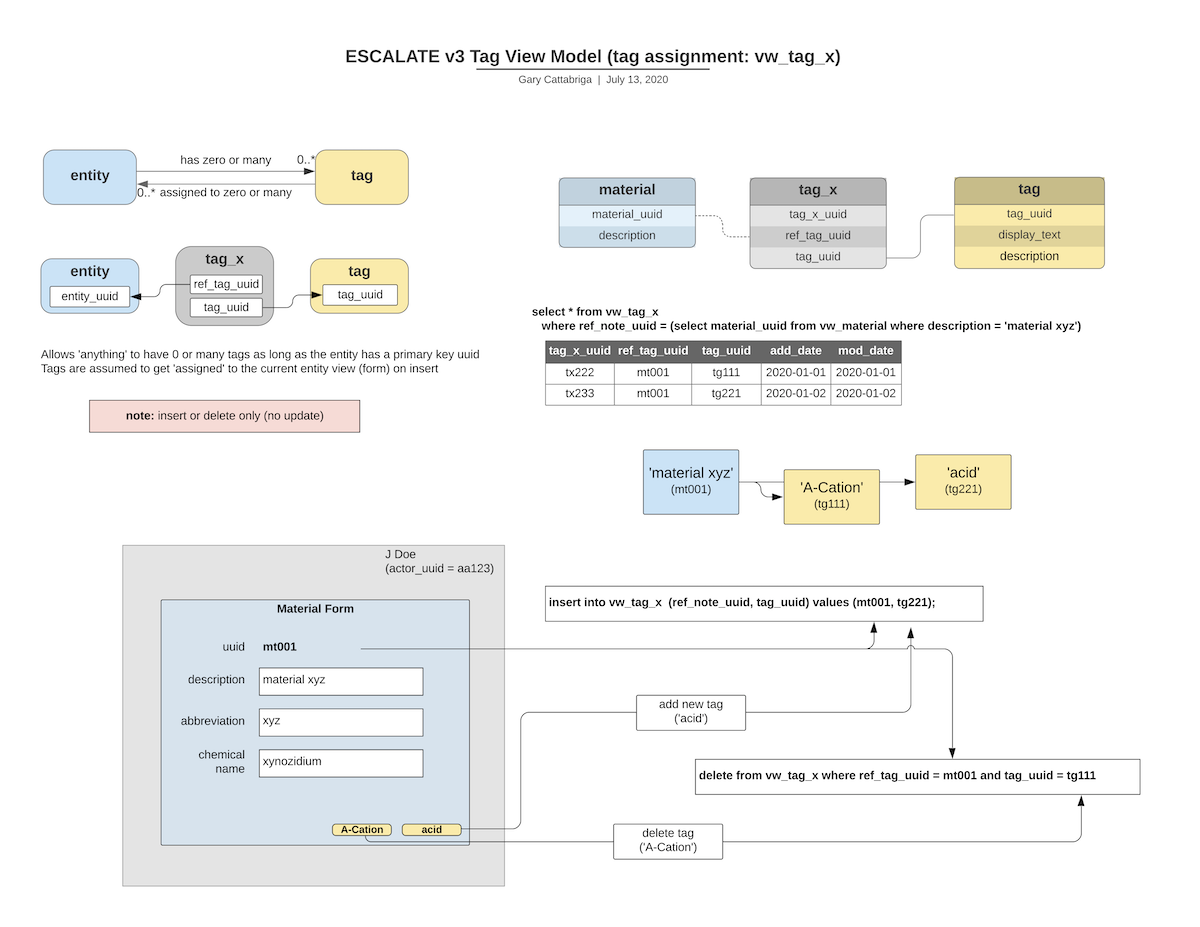 ESCALATE v3 Tag View Model (tag assignment: vw_tag_x)
Gary Cattabriga | July 13, 2020
entity
has zero or many
0..*
tag
0..*
assigned to zero or many
entity
entity_uuid
tag_x
ref_tag_uuid
tag_uuid
tag
tag_uuid
Allows 'anything' to have 0 or many tags as long as the entity has a primary key uuid
Tags are assumed to get 'assigned' to the current entity view (form) on insert
note: insert or delete only (no update)
material
material_uuid
description
tag_x
tag_x_uuid
ref_tag_uuid
tag_uuid
tag
tag_uuid
display_text
description
select * from vw_tag_x
where ref_note_uuid = (select material_uuid from vw_material where description = 'material xyz')
tag_x_uuid ref_tag_uuid tag_uuid add_date mod_date
tx222 mt001 tg111 2020-01-01 2020-01-01
tx233 mt001 tg221 2020-01-02 2020-01-02
'material xyz'
(mt001)
'A-Cation'
(tg111)
'acid'
(tg221)
J Doe
(actor_uuid = aa123)
Material Form
uuid mt001
description material xyz
abbreviation xyz
chemical
name
xynozidium
A-Cation acid
insert into vw_tag_x (ref_note_uuid, tag_uuid) values (mt001, tg221);
add new tag
('acid')
delete from vw_tag_x where ref_tag_uuid = mt001 and tag_uuid = tg111
delete tag
('A-Cation')